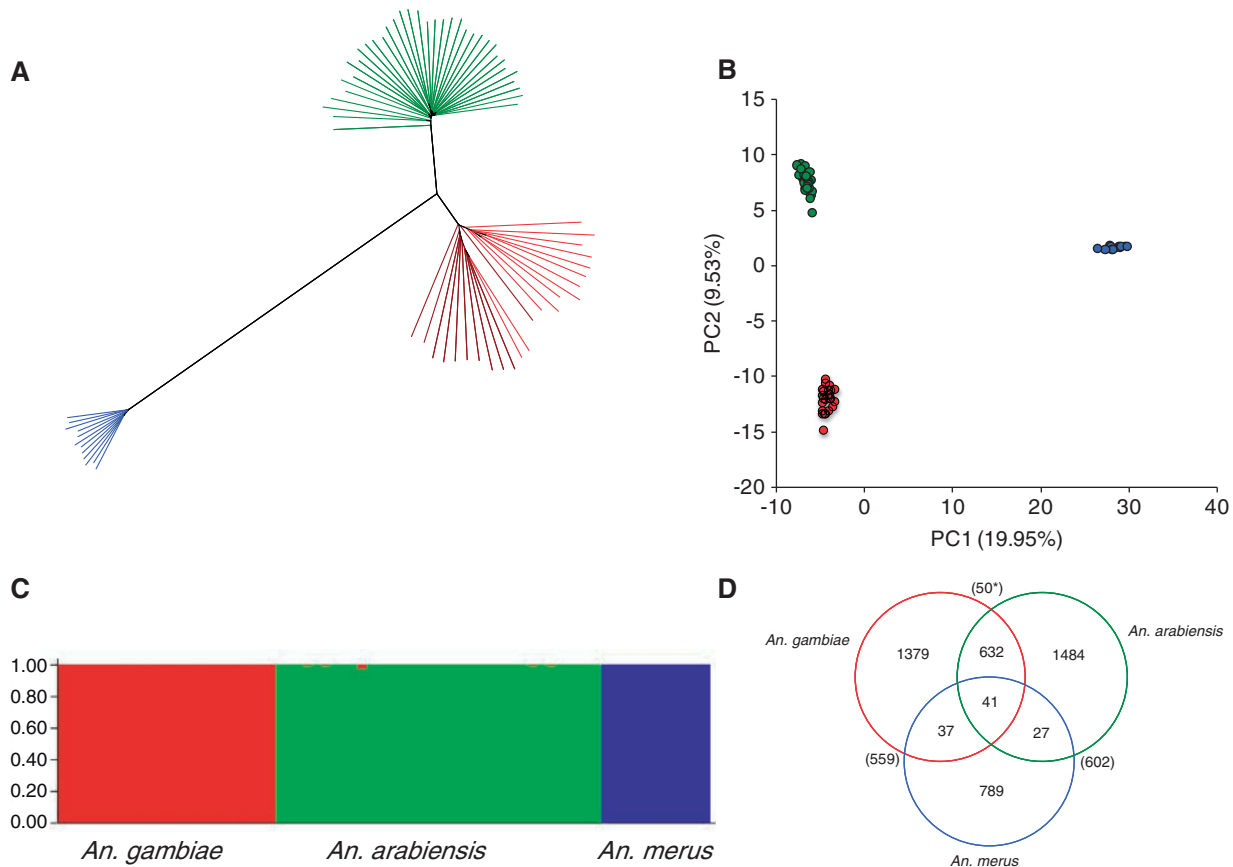 A
B
15
10
5
0
-5
-10
-15
-20
PC2 (9.53%)
-10 0 10 20 30 40
PC1 (19.95%)
C
1.00
0.80
0.60
0.40
0.20
0.00
An. gambiae An. arabiensis An. merus
D
(50*)
An. gambiae An. arabiensis
1379 632 1484
41
37 27
(559) (602)
789
An. merus